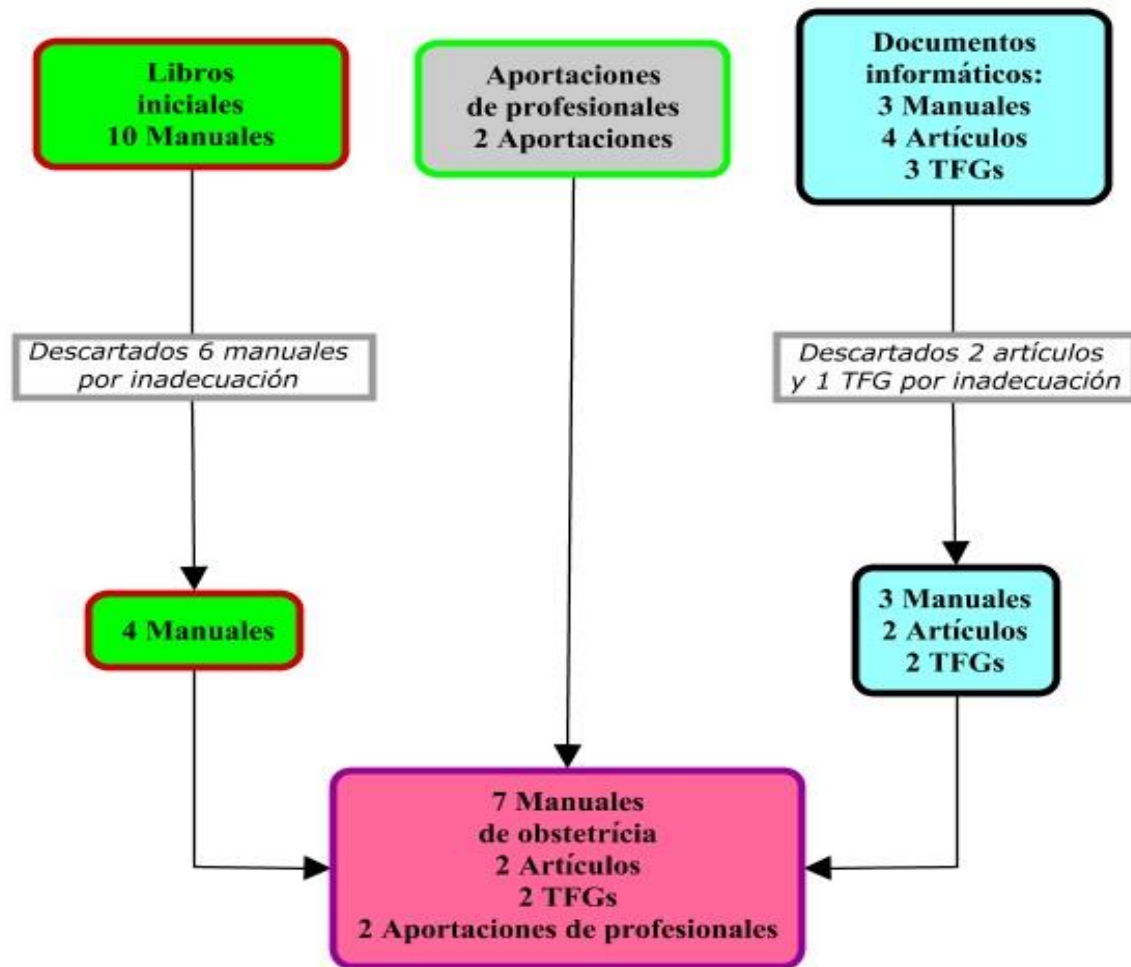 Libros
iniciales
10 Manuales
Aportaciones
de profesionales
2 Aportaciones
Documentos
informáticos:
3 Manuales
4 Artículos
3 TFGs
Descartados 6 manuales
por inadecuación
Descartados 2 artículos
y 1 TFG por inadecuación
4 Manuales
3 Manuales
2 Artículos
2 TFGs
7 Manuales
de obstetrícia
2 Artículos
2 TFGs
2 Aportaciones de profesionales